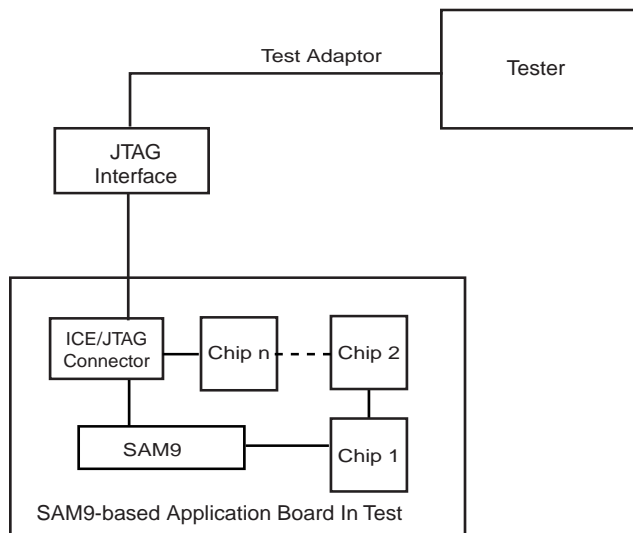 Test Adaptor
Tester
JTAG
Interface
ICE/JTAG
Connector
Chip n
Chip 2
SAM9
Chip 1
SAM9-based Application Board In Test